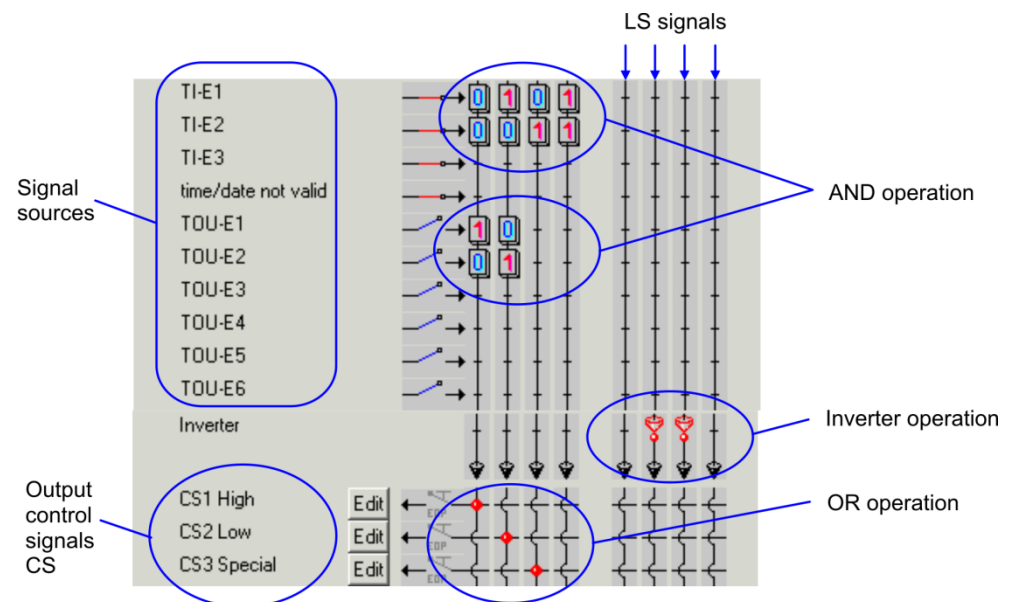 LS signals
TI-E1 0 1 0 1
TI-E2 0 0 1 1
TI-E3
time/date not valid
TOU-E1 1 0
TOU-E2 0 1
TOU-E3
TOU-E4
TOU-E5
TOU-E6
Signal
sources
AND operation
Inverter
Inverter operation
Output
control
signals
CS
CS1 High Edit EDP
CS2 Low Edit EDP
CS3 Special Edit EDP
OR operation